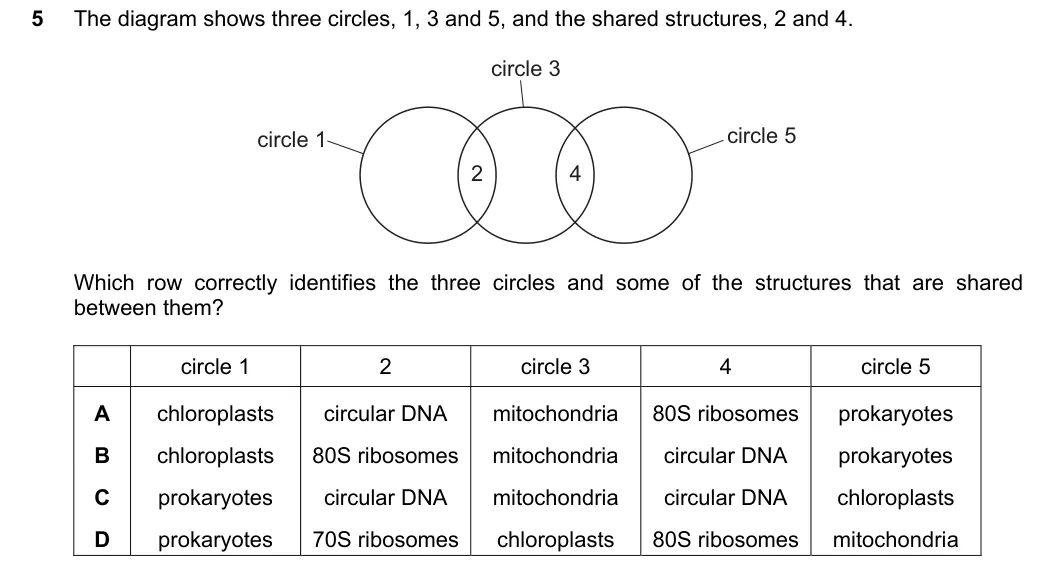 5 The diagram shows three circles, 1, 3 and 5, and the shared structures, 2 and 4.
circle 3
circle 1
circle 5
2
4
Which row correctly identifies the three circles and some of the structures that are shared
between them?
circle 1 2 circle 3 4 circle 5
A chloroplasts circular DNA mitochondria 80S ribosomes prokaryotes
B chloroplasts 80S ribosomes mitochondria circular DNA prokaryotes
C prokaryotes circular DNA mitochondria circular DNA chloroplasts
D prokaryotes 70S ribosomes chloroplasts 80S ribosomes mitochondria